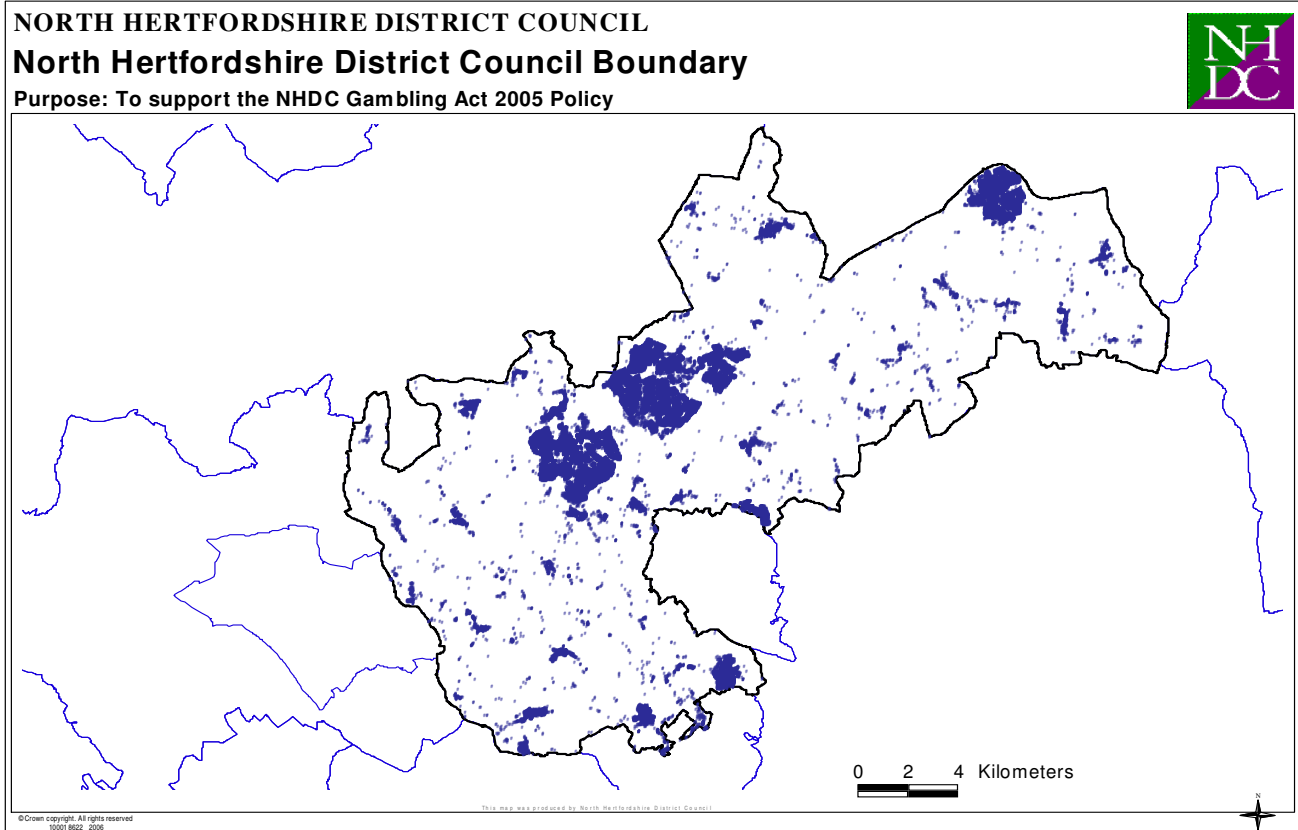 NORTH HERTFORDSHIRE DISTRICT COUNCIL
North Hertfordshire District Council Boundary
Purpose: To support the NHDC Gambling Act 2005 Policy
NH
DC
0 2 4 Kilometers
This map was produced by North Hertfordshire District Council
N
©Crown copyright. All rights reserved
10001 8622 2006